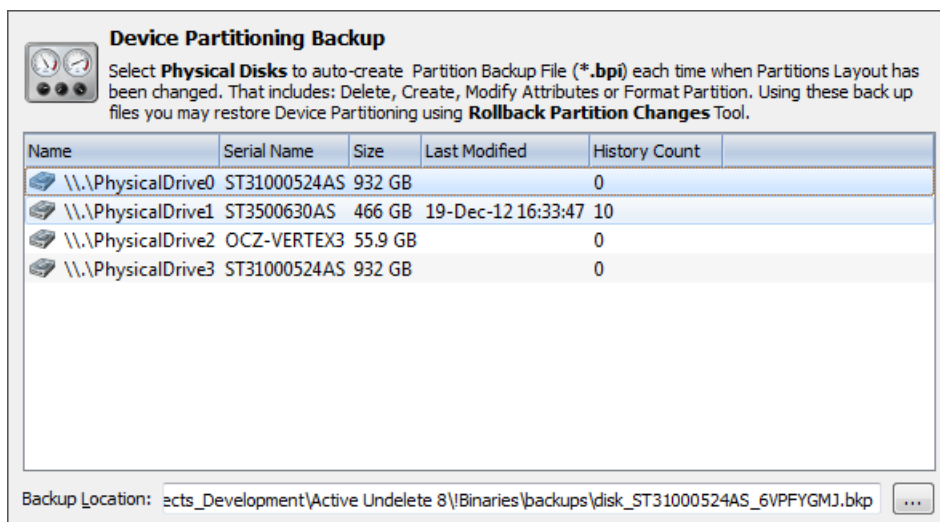 Device Partitioning Backup
Select Physical Disks to auto-create Partition Backup File (*.bpi) each time when Partitions Layout has
been changed. That includes: Delete, Create, Modify Attributes or Format Partition. Using these back up
files you may restore Device Partitioning using Rollback Partition Changes Tool.
Name Serial Name Size Last Modified History Count
\\.\PhysicalDrive0 ST31000524AS 932 GB 0
\\.\PhysicalDrive1 ST3500630AS 466 GB 19-Dec-12 16:33:47 10
\\.\PhysicalDrive2 OCZ-VERTEX3 55.9 GB 0
\\.\PhysicalDrive3 ST31000524AS 932 GB 0
Backup Location: ects_Development\Active Undelete 8\!Binaries\backups\disk_ST31000524AS_6VPFYGMJ.bkp ...